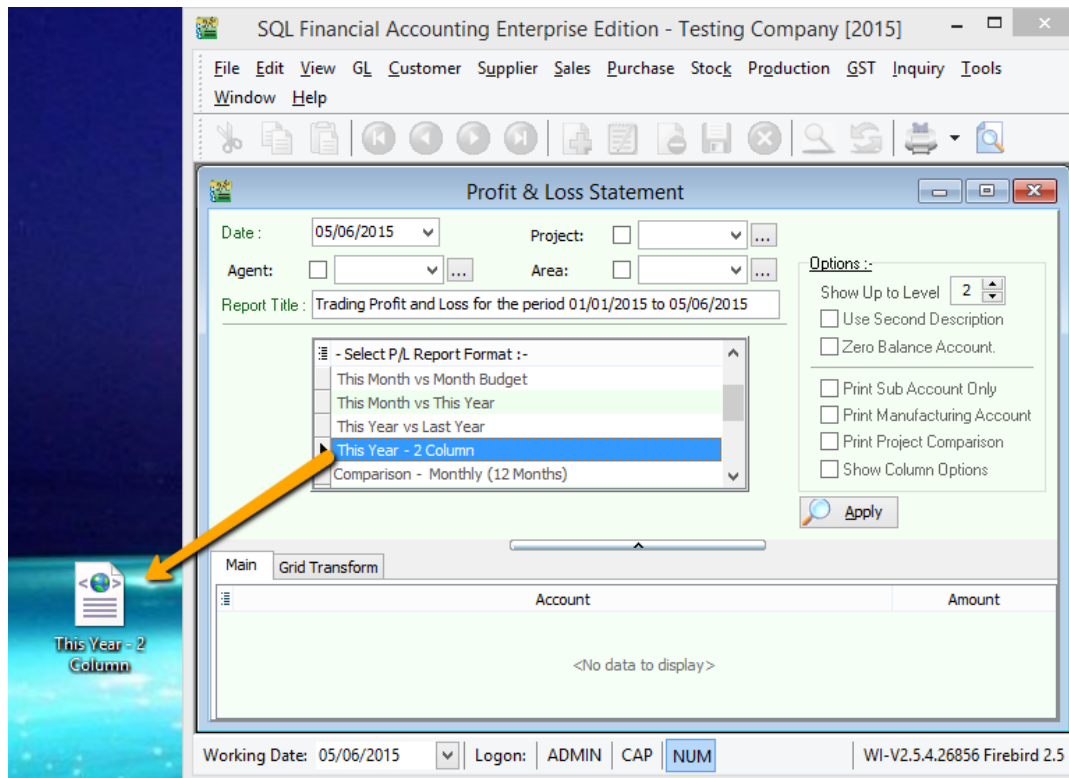 SQL Financial Accounting Enterprise Edition - Testing Company [2015]
File Edit View GL Customer Supplier Sales Purchase Stock Production GST Inquiry Tools
Window Help
Profit & Loss Statement
Date : 05/06/2015 Project: ...
Agent: ... Area: ...
Report Title : Trading Profit and Loss for the period 01/01/2015 to 05/06/2015
Options :-
Show Up to Level 2
Use Second Description
Zero Balance Account.
Print Sub Account Only
Print Manufacturing Account
Print Project Comparison
Show Column Options
Apply
- Select P/L Report Format :-
This Month vs Month Budget
This Month vs This Year
This Year vs Last Year
This Year - 2 Column
Comparison - Monthly (12 Months)
Main Grid Transform
Account Amount
<No data to display>
This Year - 2
Column
Working Date: 05/06/2015 Logon: ADMIN CAP NUM WI-V2.5.4.26856 Firebird 2.5